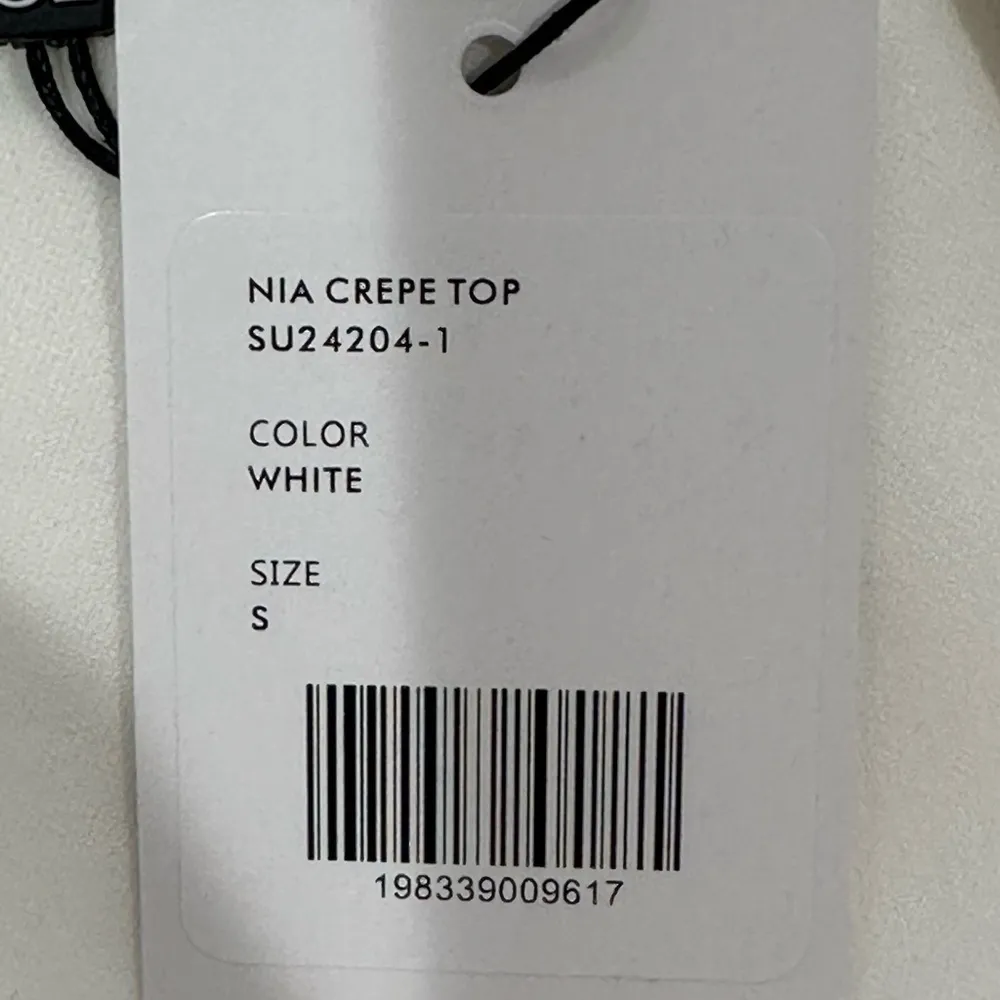 NIA CREPE TOP
SU24204-1
COLOR
WHITE
SIZE
S
198339009617